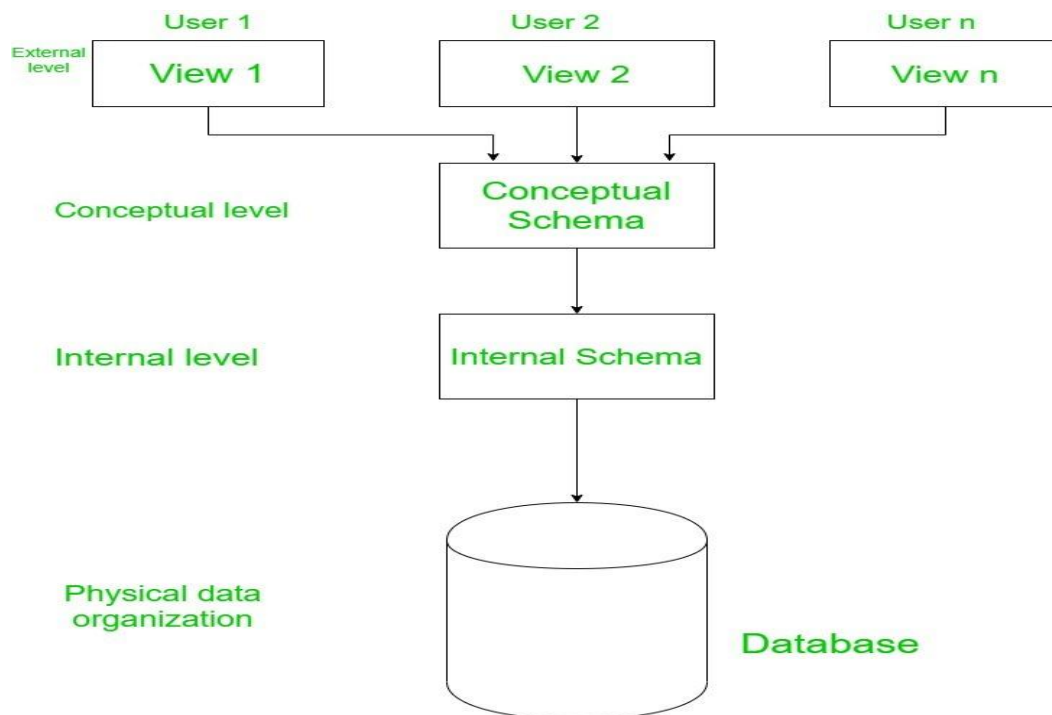 User 1
User 2
User n
External
level
View 1
View 2
View n
Conceptual level
Conceptual
Schema
Internal level
Internal Schema
Physical data
organization
Database